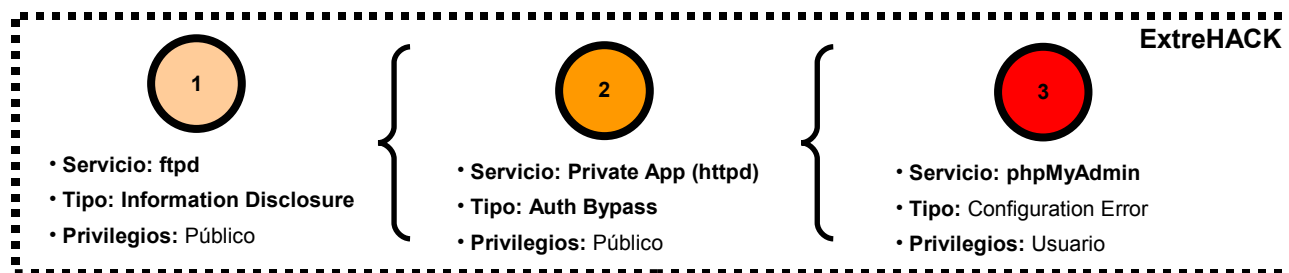 ExtreHACK
1
• Servicio: ftpd
• Tipo: Information Disclosure
• Privilegios: Público
2
• Servicio: Private App (httpd)
• Tipo: Auth Bypass
• Privilegios: Público
3
• Servicio: phpMyAdmin
• Tipo: Configuration Error
• Privilegios: Usuario